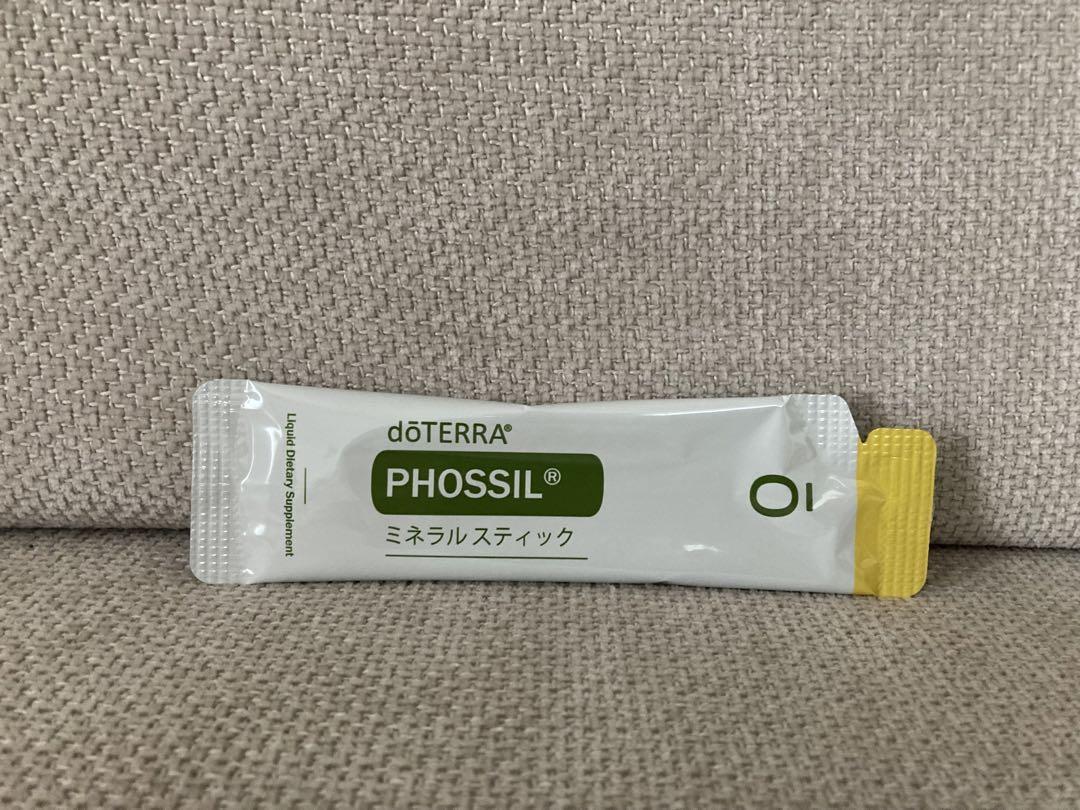 dōTERRA®
PHOSSIL®
ミネラル スティック
Liquid Dietary Supplement
ō